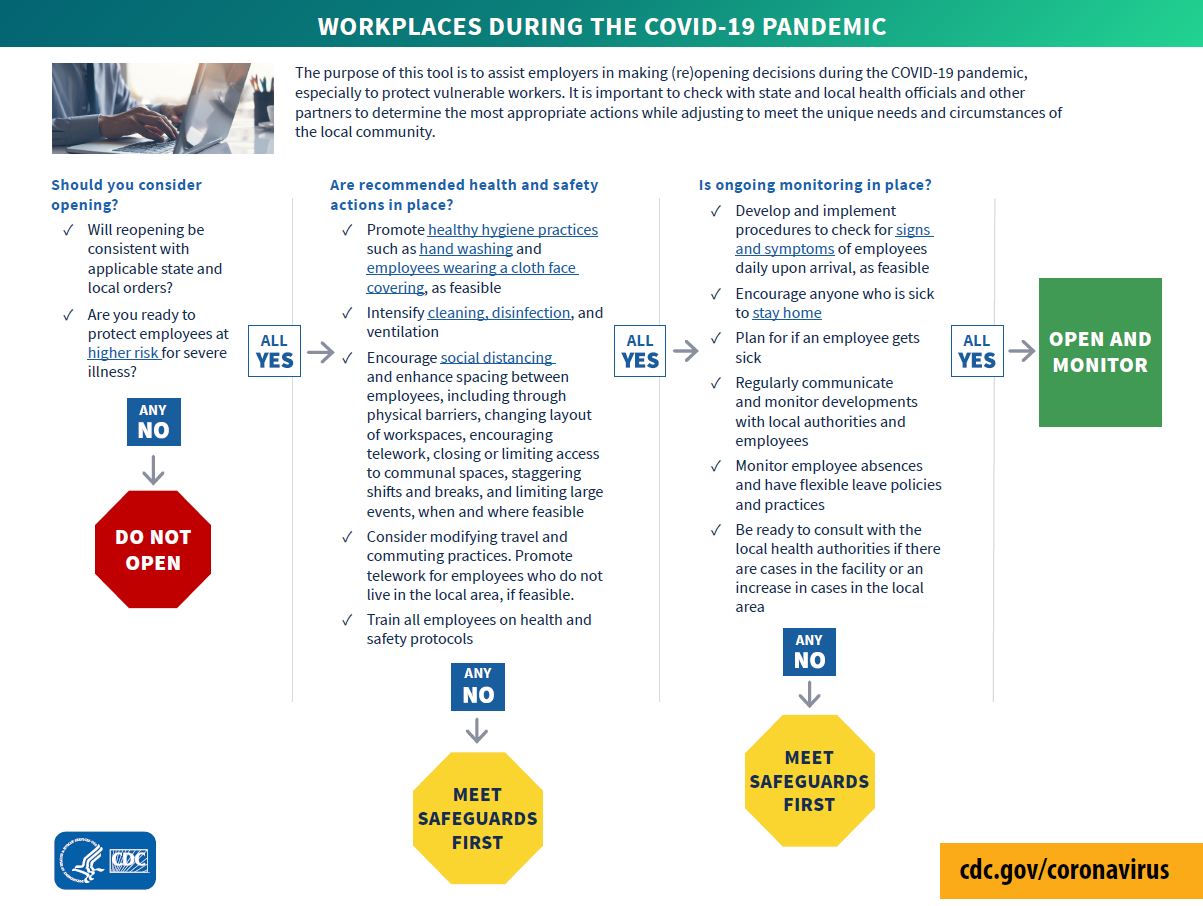 WORKPLACES DURING THE COVID-19 PANDEMIC
The purpose of this tool is to assist employers in making (re)opening decisions during the COVID-19 pandemic,
especially to protect vulnerable workers. It is important to check with state and local health officials and other
partners to determine the most appropriate actions while adjusting to meet the unique needs and circumstances of
the local community.
Should you consider
opening?
✓ Will reopening be
consistent with
applicable state and
local orders?
✓ Are you ready to
protect employees at
higher risk for severe
illness?
ANY
NO
DO NOT
OPEN
ALL
YES
Are recommended health and safety
actions in place?
✓ Promote healthy hygiene practices
such as hand washing and
employees wearing a cloth face
covering, as feasible
✓ Intensify cleaning, disinfection, and
ventilation
✓ Encourage social distancing
and enhance spacing between
employees, including through
physical barriers, changing layout
of workspaces, encouraging
telework, closing or limiting access
to communal spaces, staggering
shifts and breaks, and limiting large
events, when and where feasible
✓ Consider modifying travel and
commuting practices. Promote
telework for employees who do not
live in the local area, if feasible.
✓ Train all employees on health and
safety protocols
ANY
NO
MEET
SAFEGUARDS
FIRST
ALL
YES
Is ongoing monitoring in place?
✓ Develop and implement
procedures to check for signs
and symptoms of employees
daily upon arrival, as feasible
✓ Encourage anyone who is sick
to stay home
✓ Plan for if an employee gets
sick
✓ Regularly communicate
and monitor developments
with local authorities and
employees
✓ Monitor employee absences
and have flexible leave policies
and practices
✓ Be ready to consult with the
local health authorities if there
are cases in the facility or an
increase in cases in the local
area
ANY
NO
MEET
SAFEGUARDS
FIRST
ALL
YES
OPEN AND
MONITOR
CDC
cdc.gov/coronavirus